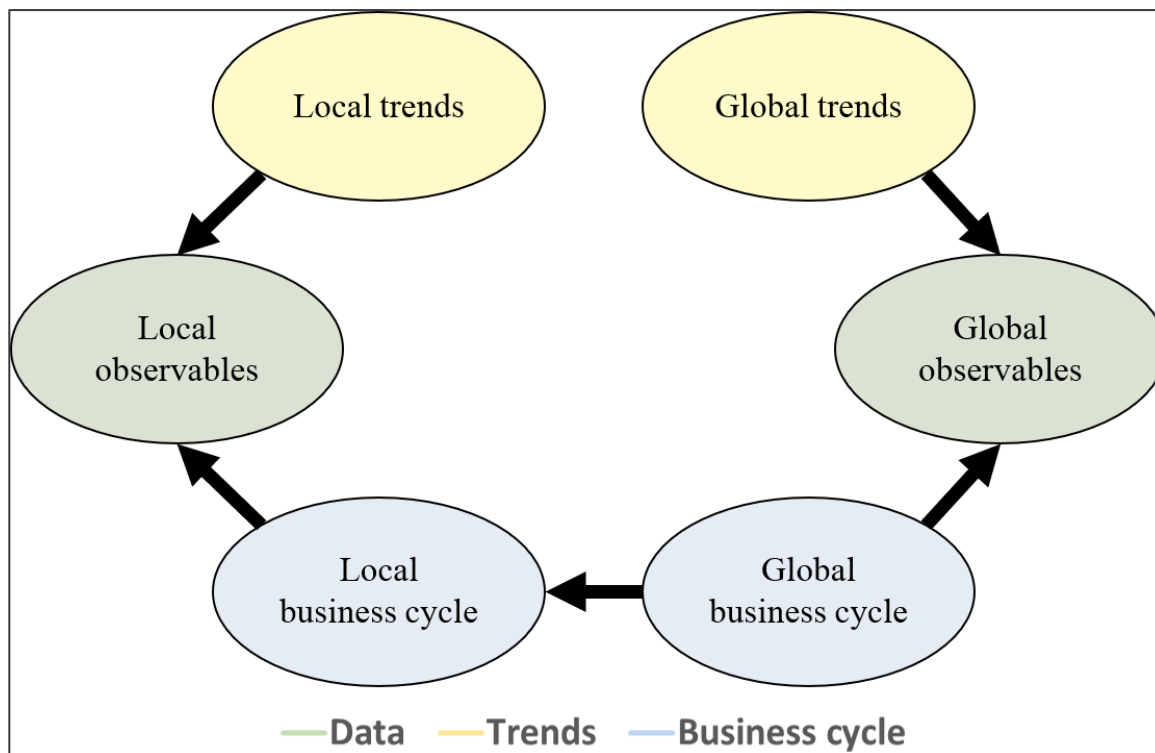 Local trends
Global trends
Local
observables
Global
observables
Local
business cycle
Global
business cycle
Data Trends Business cycle